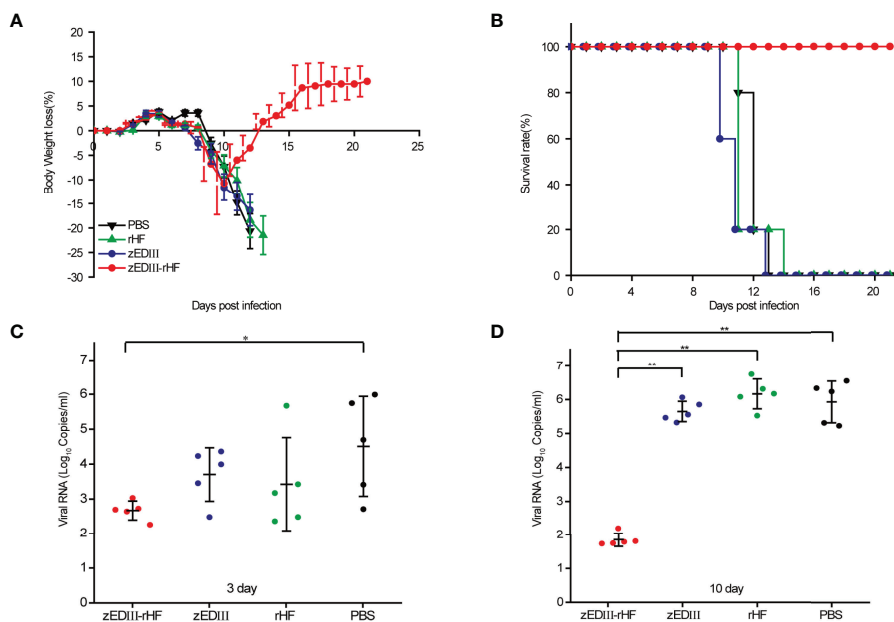 A
Body Weight loss(%)
20
15
10
5
0
-5
-10
-15
-20
-25
-30
0
5
10
15
20
25
PBS
rHF
zEDIII
zEDIII-rHF
Days post infection
B
Survival rate(%)
100
80
60
40
20
0
0
4
8
12
16
20
Days post infection
C
Viral RNA (Log10 Copies/ml)
7
6
5
4
3
2
1
0
*
3 day
zEDIII-rHF
zEDIII
rHF
PBS
D
Viral RNA (Log10 Copies/ml)
7
6
5
4
3
2
1
0
**
**
**
10 day
zEDIII-rHF
zEDIII
rHF
PBS